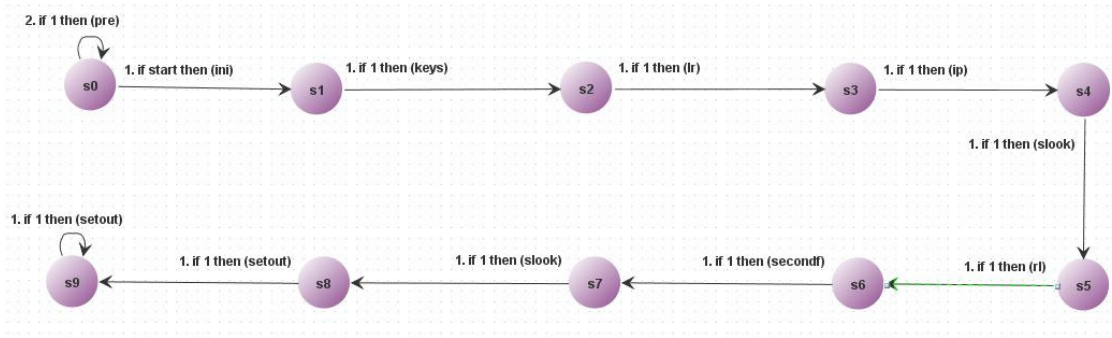 2. if 1 then (pre)
s0
1. if start then (ini)
s1
1. if 1 then (keys)
s2
1. if 1 then (lr)
s3
1. if 1 then (ip)
s4
1. if 1 then (slook)
1. if 1 then (setout)
s9
1. if 1 then (setout)
s8
1. if 1 then (slook)
s7
1. if 1 then (secondf)
s6
1. if 1 then (rl)
s5